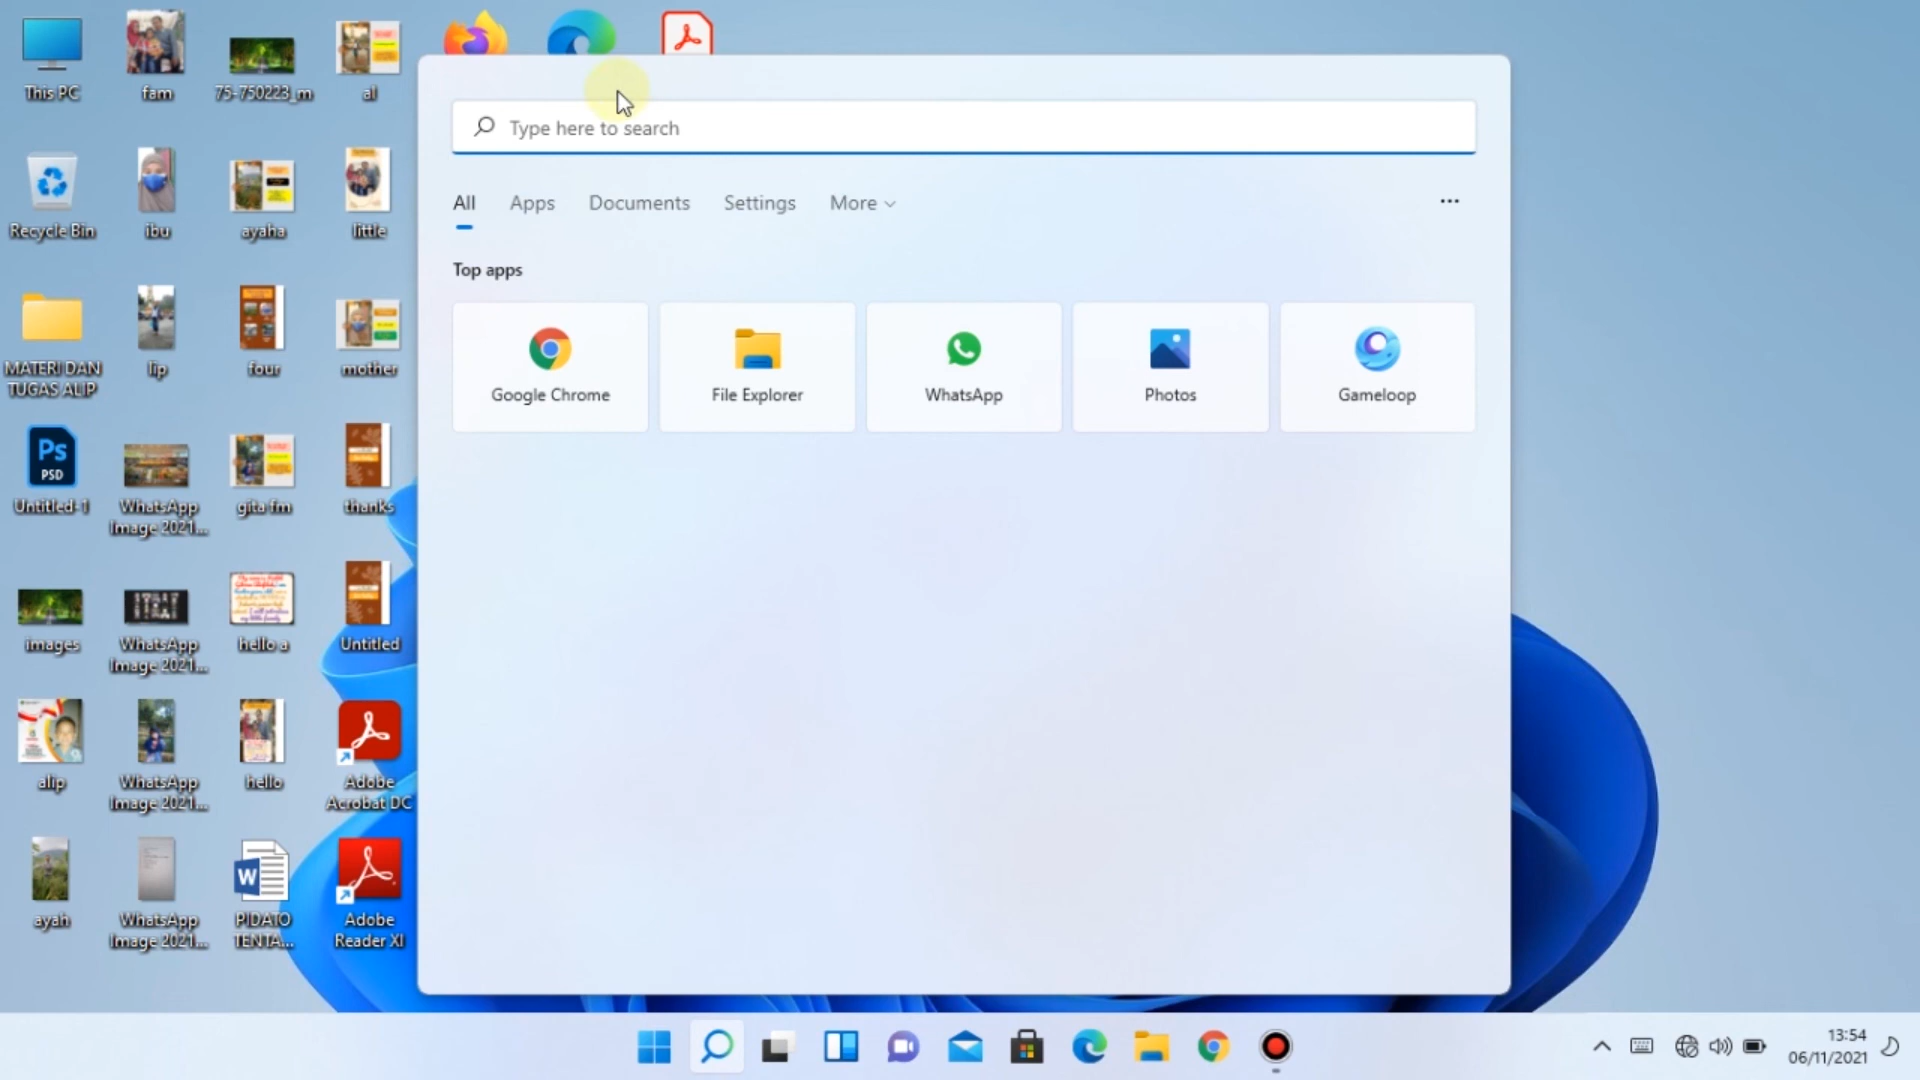 This PC
fam
75-750223_m
al
Type here to search
All Apps Documents Settings More
Recycle Bin
ibu
ayaha
little
Top apps
Google Chrome
File Explorer
WhatsApp
Photos
Gameloop
MATERI DAN
TUGAS ALIP
lip
four
mother
Ps
PSD
Untitled-1
WhatsApp
Image 2021...
gita fm
thanks
images
WhatsApp
Image 2021...
hello a
Untitled
alip
WhatsApp
Image 2021...
hello
Adobe
Acrobat DC
ayah
WhatsApp
Image 2021...
W
PIDATO
TENTA...
Adobe
Reader XI
13:54
06/11/2021